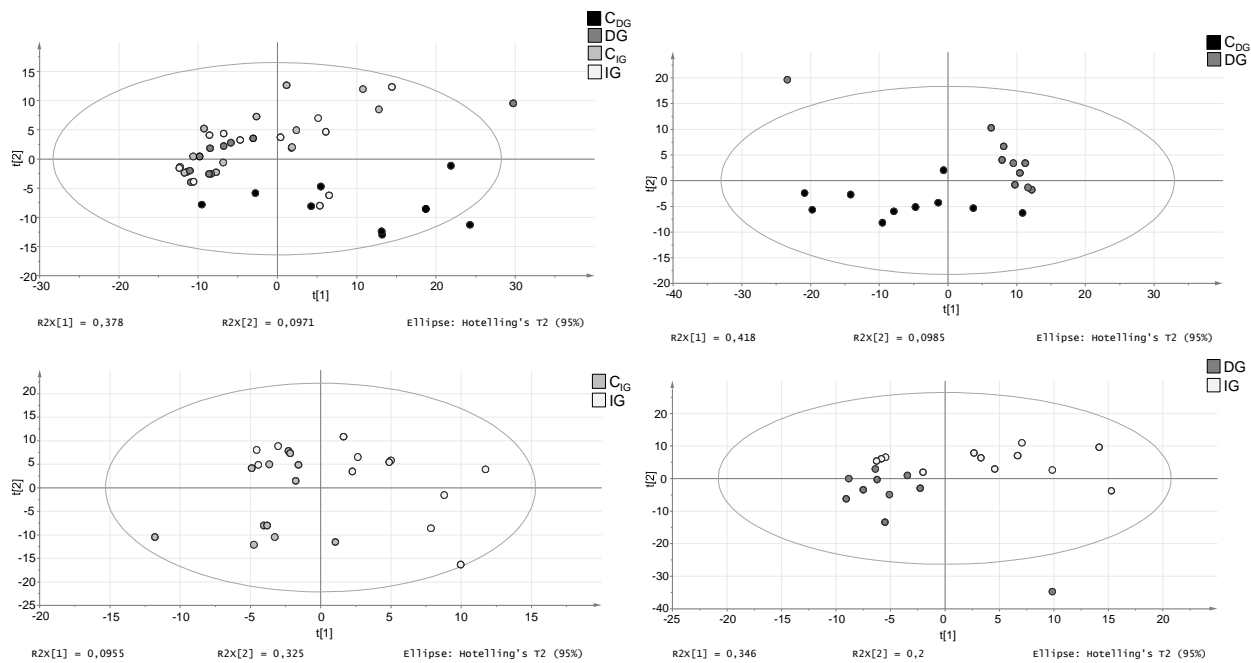 C_DG
DG
C_IG
IG
15
10
5
0
-5
-10
-15
-20
t[2]
-30 -20 -10 0 10 20 30
t[1]
R2X[1] = 0,378 R2X[2] = 0,0971 Ellipse: Hotelling's T2 (95%)
C_DG
DG
20
15
10
5
0
-5
-10
-15
-20
t[2]
-40 -30 -20 -10 0 10 20 30
t[1]
R2X[1] = 0,418 R2X[2] = 0,0985 Ellipse: Hotelling's T2 (95%)
C_IG
IG
20
15
10
5
0
-5
-10
-15
-20
-25
t[2]
-20 -15 -10 -5 0 5 10 15
t[1]
R2X[1] = 0,0955 R2X[2] = 0,325 Ellipse: Hotelling's T2 (95%)
DG
IG
30
20
10
0
-10
-20
-30
-40
t[2]
-25 -20 -15 -10 -5 0 5 10 15 20
t[1]
R2X[1] = 0,346 R2X[2] = 0,2 Ellipse: Hotelling's T2 (95%)